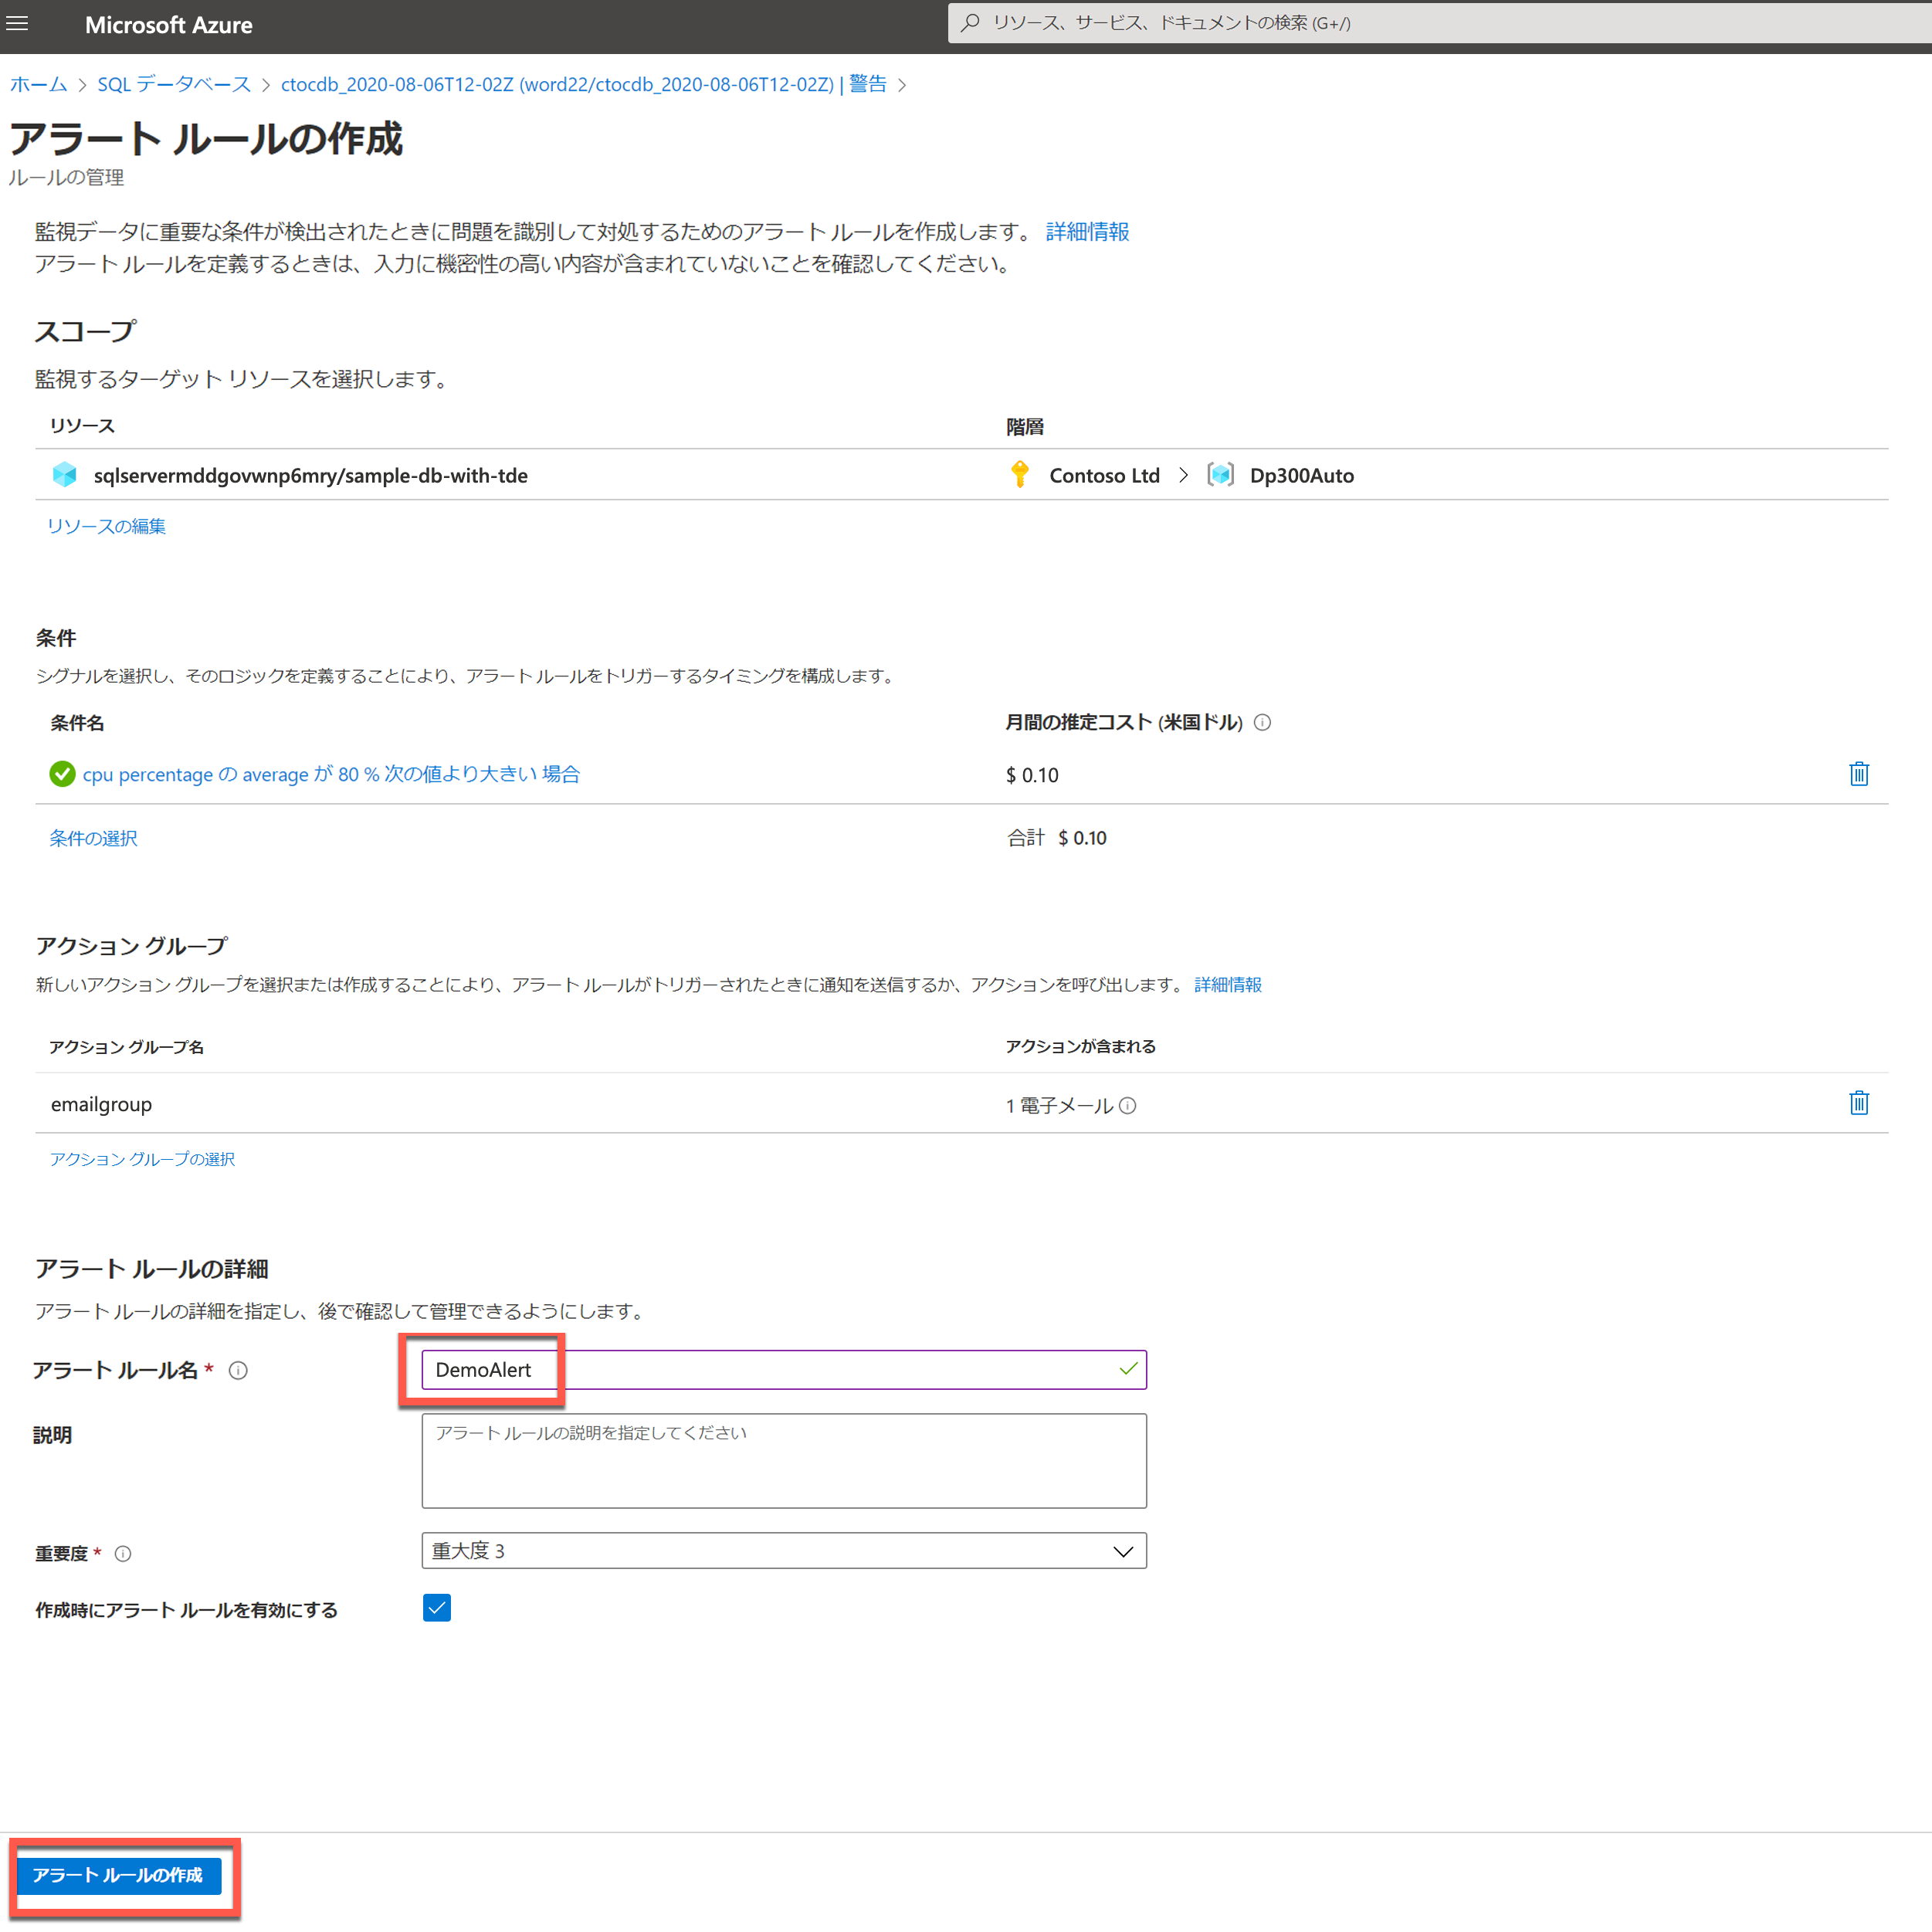 Microsoft Azure
リソース、サービス、ドキュメントの検索 (G+/)
ホーム > SQL データベース > ctocdb_2020-08-06T12-02Z (word22/ctocdb_2020-08-06T12-02Z) | 警告 >
アラート ルールの作成
ルールの管理
監視データに重要な条件が検出されたときに問題を識別して対処するためのアラート ルールを作成します。 詳細情報
アラート ルールを定義するときは、入力に機密性の高い内容が含まれていないことを確認してください。
スコープ
監視するターゲット リソースを選択します。
リソース 階層
sqlservermddgovwnp6mry/sample-db-with-tde Contoso Ltd > Dp300Auto
リソースの編集
条件
シグナルを選択し、そのロジックを定義することにより、アラート ルールをトリガーするタイミングを構成します。
条件名 月間の推定コスト (米国ドル)
cpu percentage の average が 80 % 次の値より大きい 場合 $ 0.10
条件の選択 合計 $ 0.10
アクション グループ
新しいアクション グループを選択または作成することにより、アラート ルールがトリガーされたときに通知を送信するか、アクションを呼び出します。 詳細情報
アクション グループ名 アクションが含まれる
emailgroup 1 電子メール
アクション グループの選択
アラート ルールの詳細
アラート ルールの詳細を指定し、後で確認して管理できるようにします。
アラート ルール名 * DemoAlert
説明 アラート ルールの説明を指定してください
重要度 * 重大度 3
作成時にアラート ルールを有効にする
アラート ルールの作成